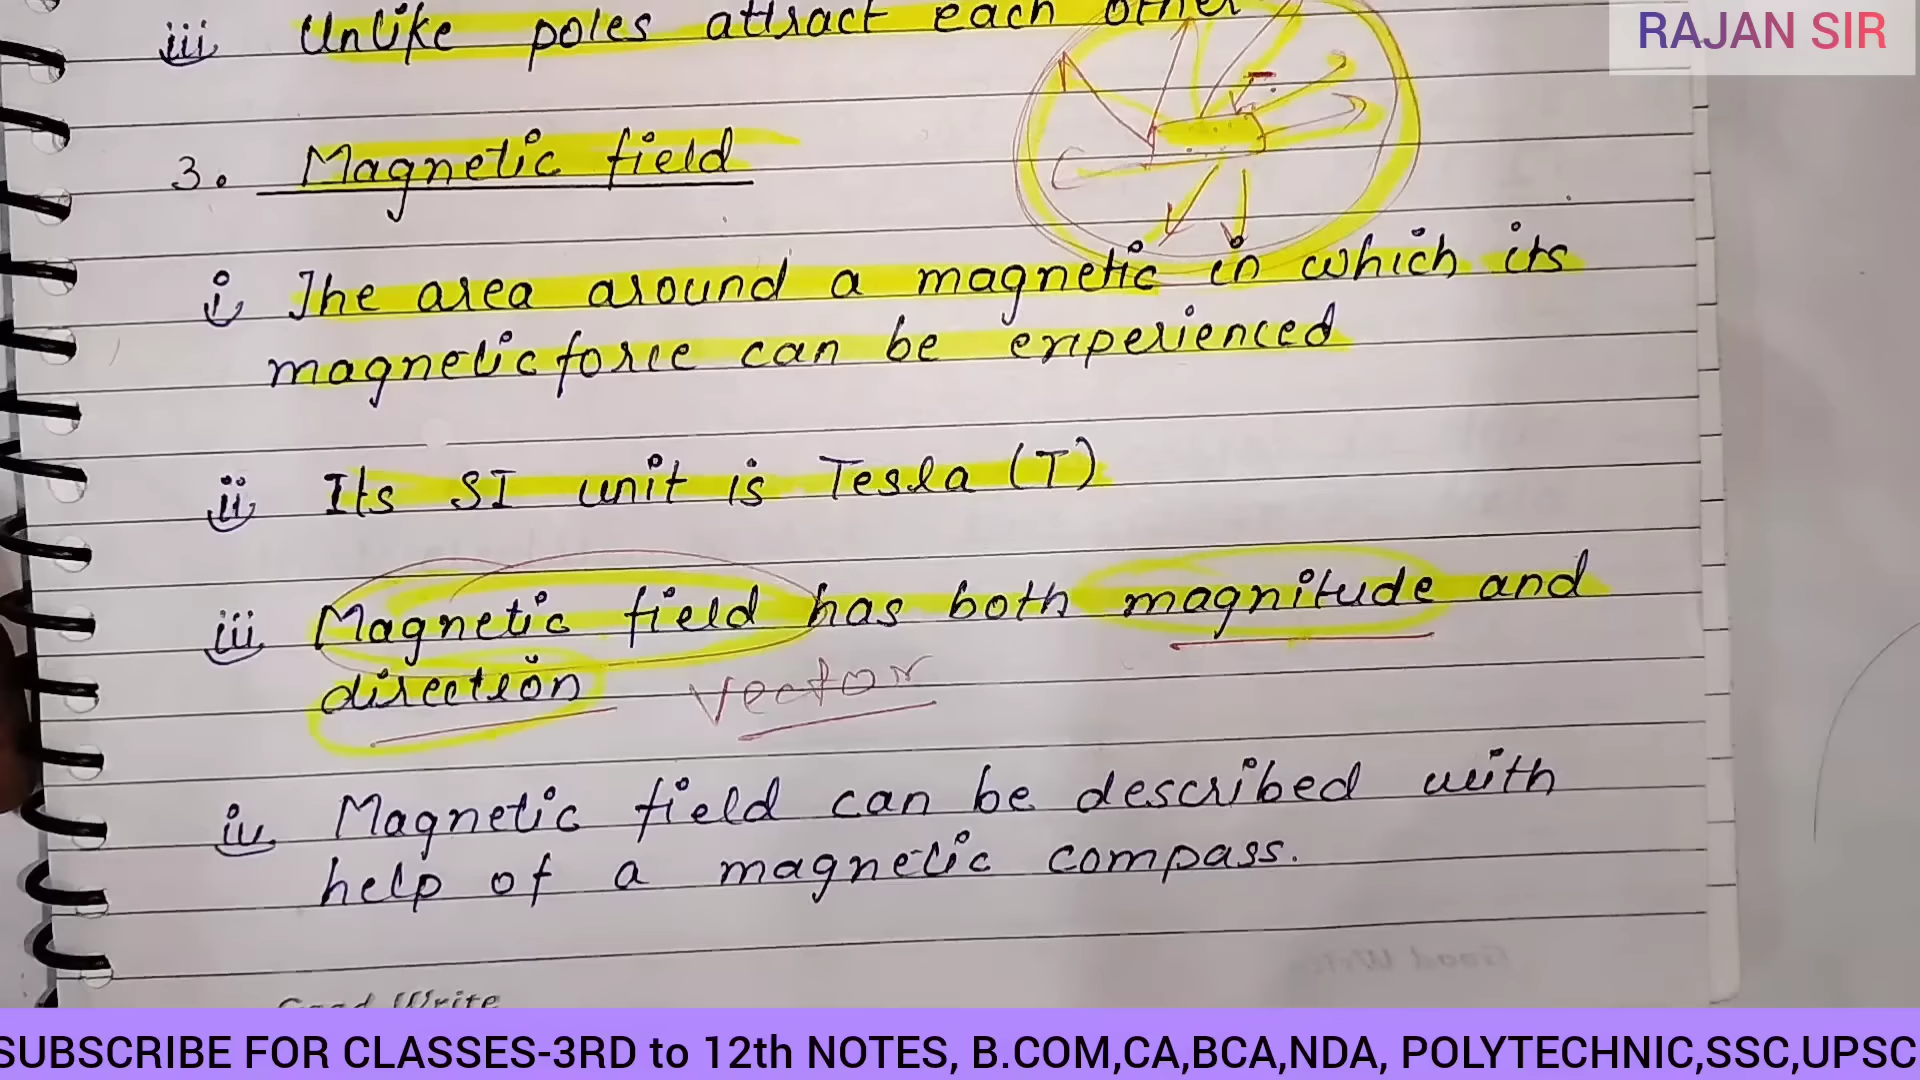 iii Unlike poles attract each other
RAJAN SIR
3. Magnetic field
i The area around a magnetic in which its
magnetic force can be experienced
ii Its SI unit is Tesla (T)
iii Magnetic field has both magnitude and
direction vector
iv Magnetic field can be described with
help of a magnetic compass.
Good Write
SUBSCRIBE FOR CLASSES-3RD to 12th NOTES, B.COM,CA,BCA,NDA, POLYTECHNIC,SSC,UPSC